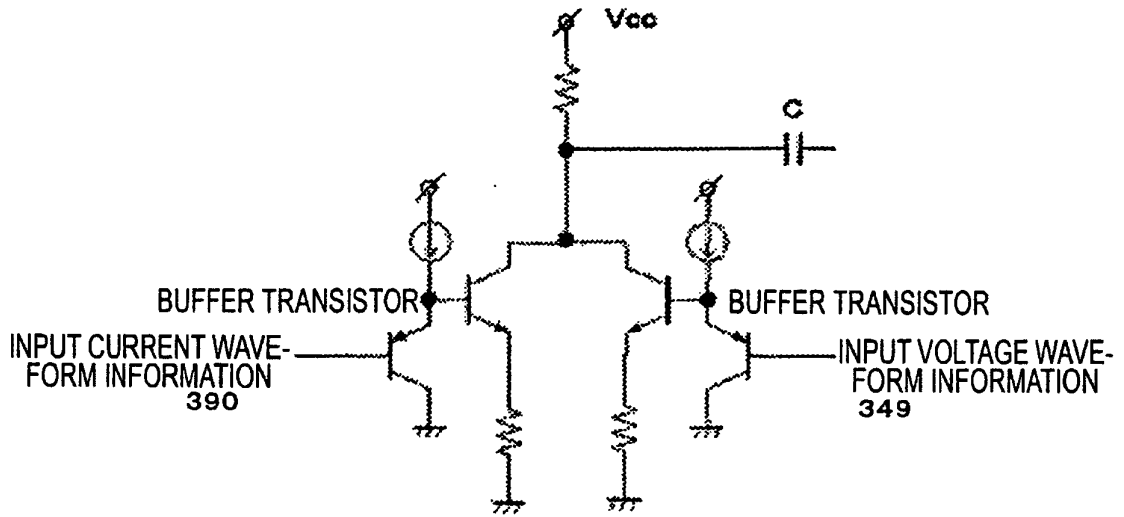 Vcc
C
BUFFER TRANSISTOR
BUFFER TRANSISTOR
INPUT CURRENT WAVE-
FORM INFORMATION
390
INPUT VOLTAGE WAVE-
FORM INFORMATION
349